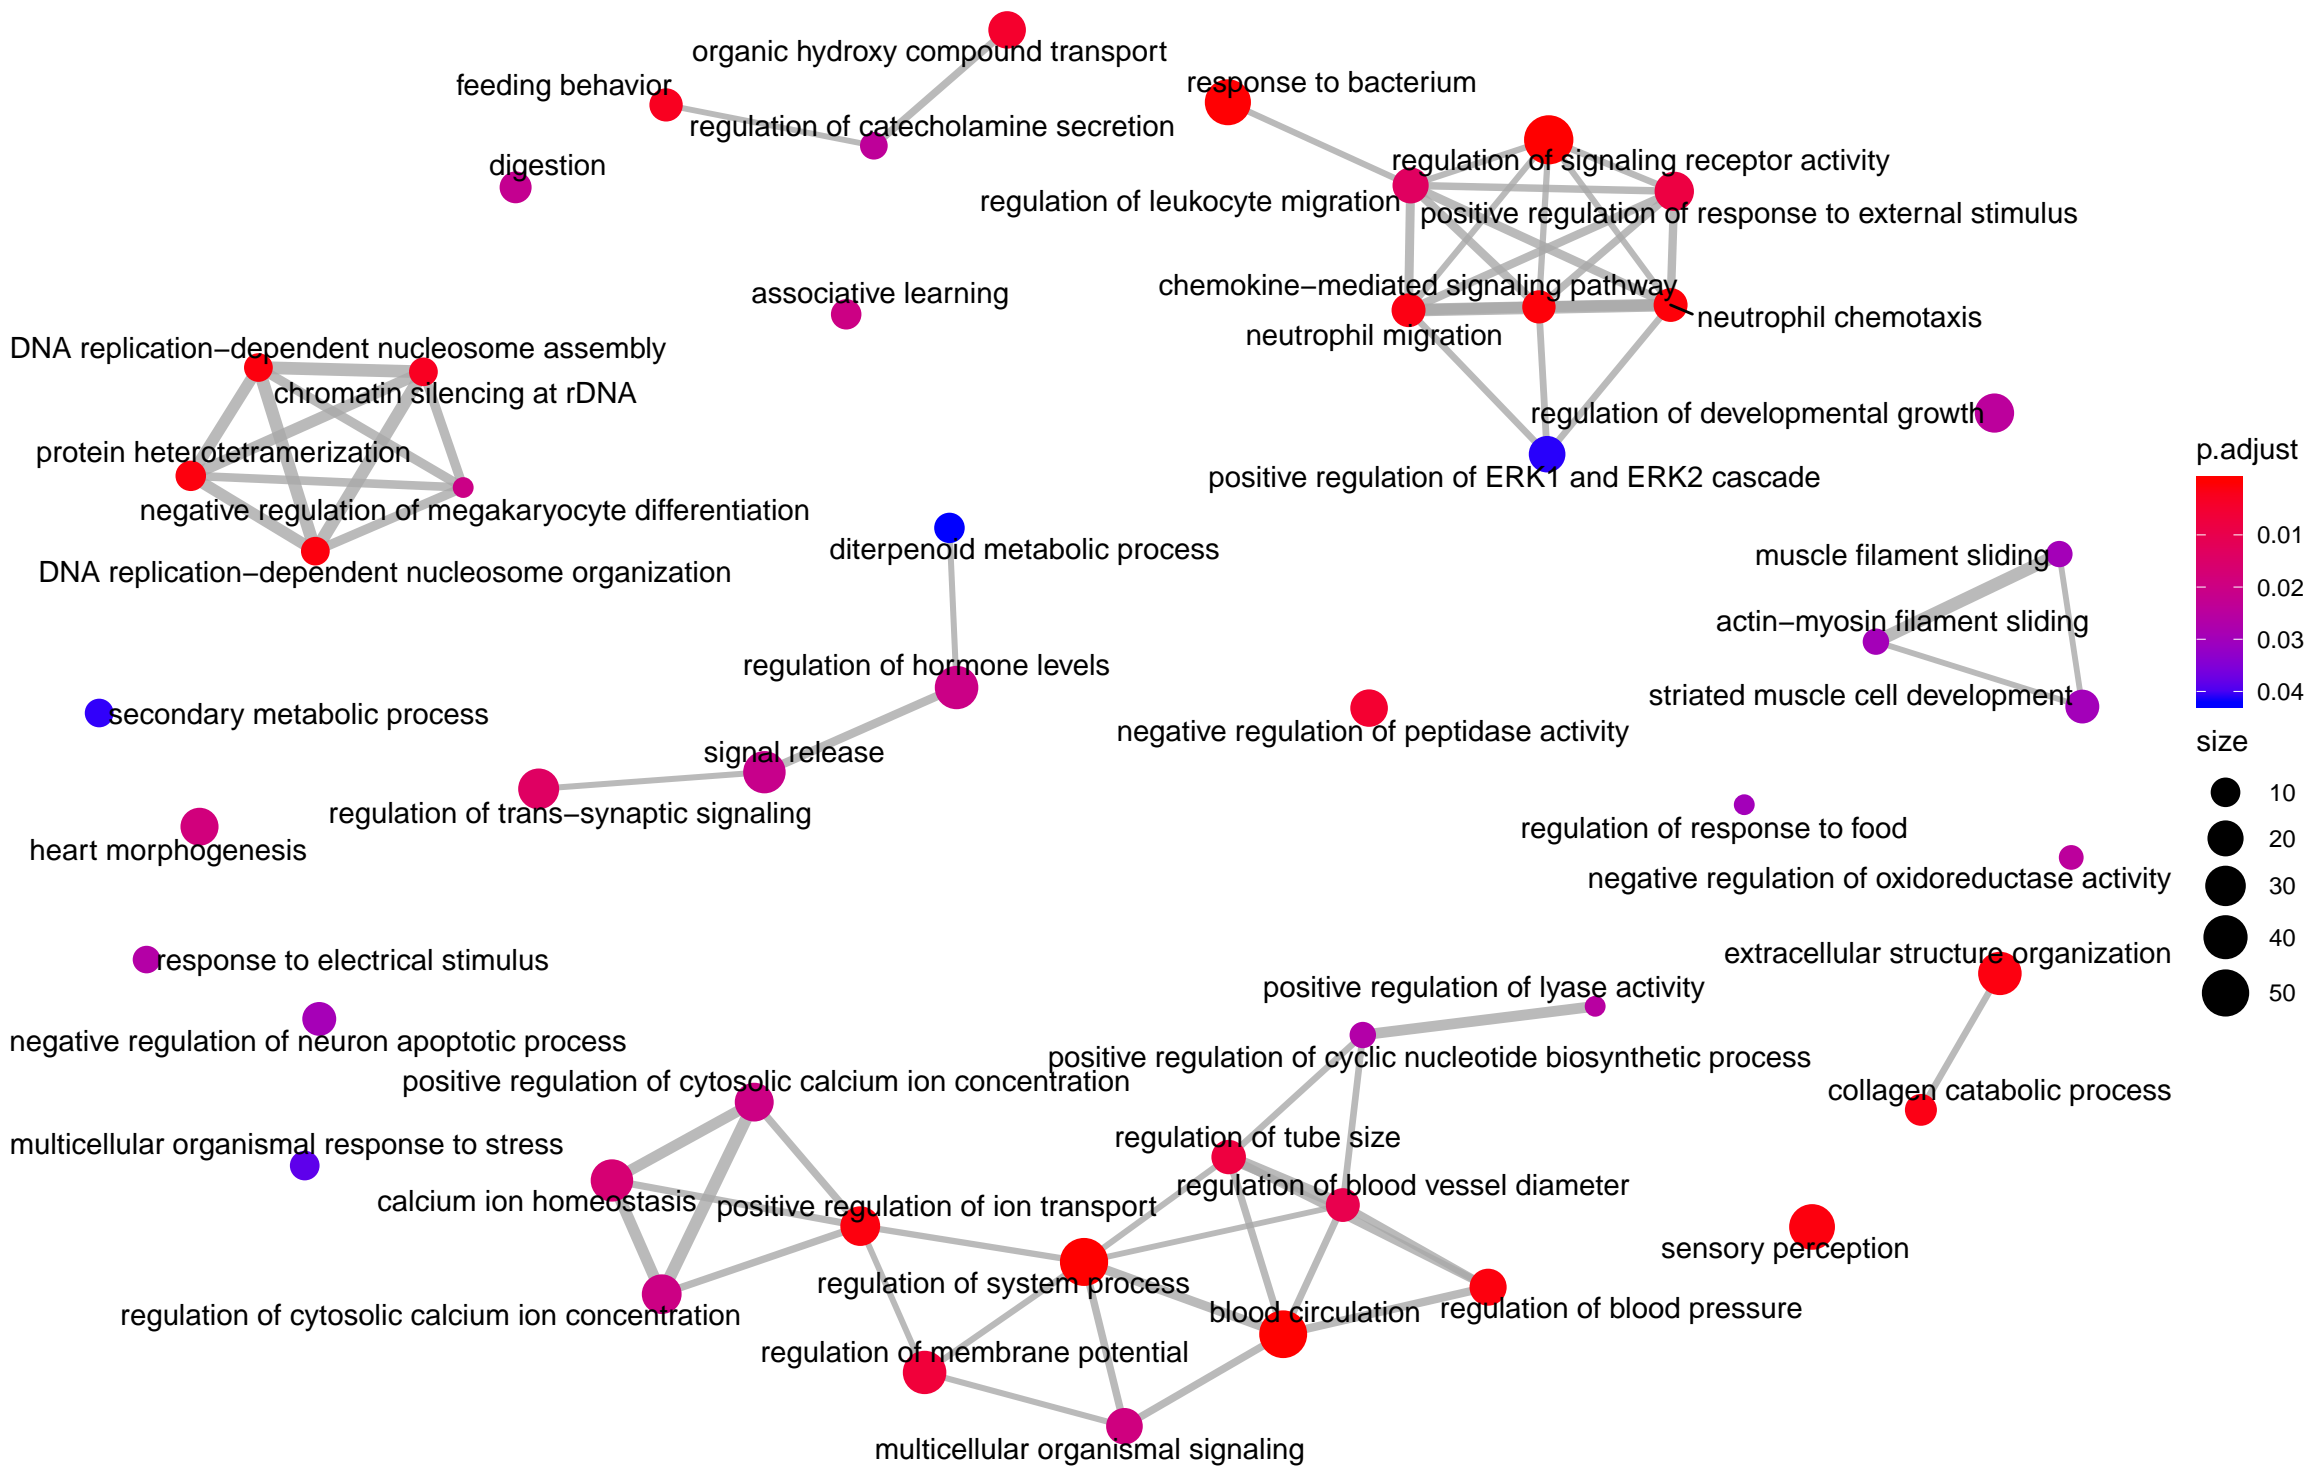 organic hydroxy compound transport
feeding behavior
response to bacterium
regulation of catecholamine secretion
digestion
regulation of signaling receptor activity
regulation of leukocyte migration
positive regulation of response to external stimulus
associative learning
chemokine−mediated signaling pathway
neutrophil chemotaxis
neutrophil migration
DNA replication−dependent nucleosome assembly
chromatin silencing at rDNA
regulation of developmental growth
protein heterotetramerization
positive regulation of ERK1 and ERK2 cascade
negative regulation of megakaryocyte differentiation
DNA replication−dependent nucleosome organization
diterpenoid metabolic process
muscle filament sliding
actin−myosin filament sliding
regulation of hormone levels
striated muscle cell development
secondary metabolic process
negative regulation of peptidase activity
signal release
regulation of trans−synaptic signaling
regulation of response to food
heart morphogenesis
negative regulation of oxidoreductase activity
extracellular structure organization
response to electrical stimulus
positive regulation of lyase activity
negative regulation of neuron apoptotic process
positive regulation of cyclic nucleotide biosynthetic process
positive regulation of cytosolic calcium ion concentration
collagen catabolic process
multicellular organismal response to stress
regulation of tube size
regulation of blood vessel diameter
calcium ion homeostasis
positive regulation of ion transport
sensory perception
regulation of system process
blood circulation
regulation of blood pressure
regulation of cytosolic calcium ion concentration
regulation of membrane potential
multicellular organismal signaling
p.adjust
0.01
0.02
0.03
0.04
size
10
20
30
40
50